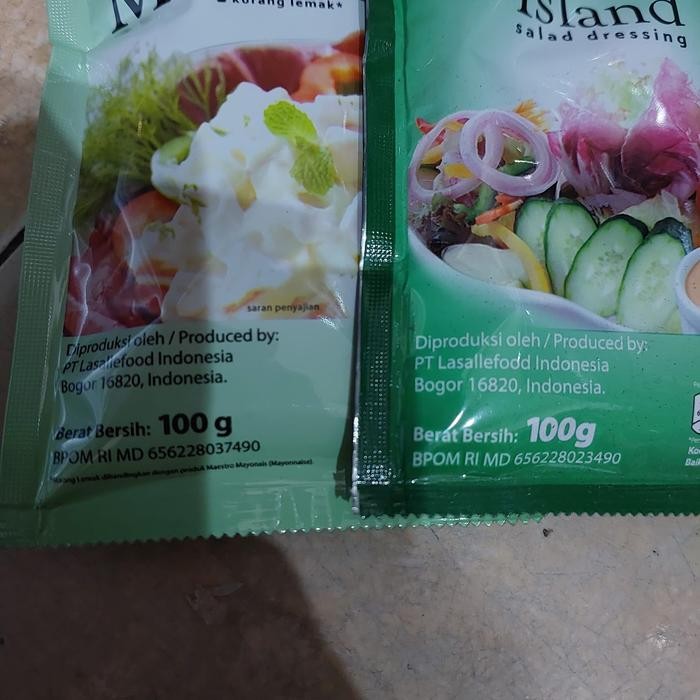 korang lemak*
saran penyajian
Diproduksi oleh / Produced by:
PT Lasallefood Indonesia
Bogor 16820, Indonesia.
Berat Bersih: 100 g
BPOM RI MD 656228037490
Island
salad dressing
Diproduksi oleh / Produced by:
PT Lasallefood Indonesia
Bogor 16820, Indonesia.
Berat Bersih: 100g
BPOM RI MD 656228023490